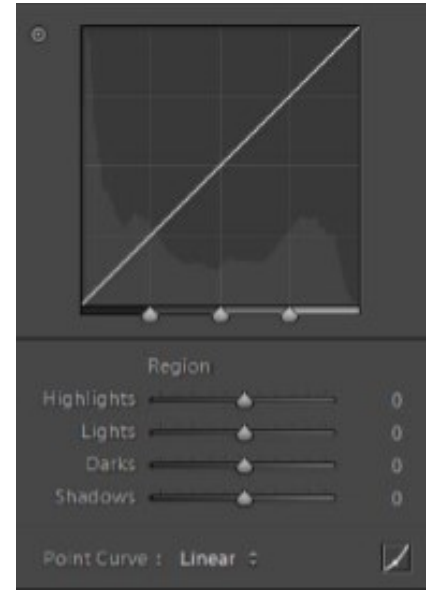 Region
Highlights 0
Lights 0
Darks 0
Shadows 0
Point Curve : Linear